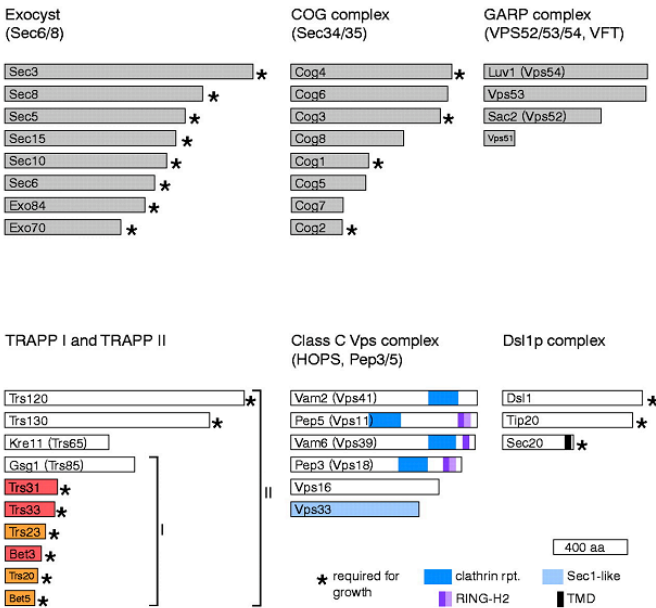 Exocyst
(Sec6/8)
Sec3 *
Sec8 *
Sec5 *
Sec15 *
Sec10 *
Sec6 *
Exo84 *
Exo70 *
COG complex
(Sec34/35)
Cog4 *
Cog6
Cog3 *
Cog8
Cog1 *
Cog5
Cog7
Cog2 *
GARP complex
(VPS52/53/54, VFT)
Luv1 (Vps54)
Vps53
Sac2 (Vps52)
Vps51
TRAPP I and TRAPP II
Trs120 *
Trs130 *
Kre11 (Trs65)
Gsg1 (Trs85)
Trs31 *
Trs33 *
Trs23 *
Bet3 *
Trs20 *
Bet5 *
I
II
Class C Vps complex
(HOPS, Pep3/5)
Vam2 (Vps41)
Pep5 (Vps11)
Vam6 (Vps39)
Pep3 (Vps18)
Vps16
Vps33
Dsl1p complex
Dsl1 *
Tip20 *
Sec20 *
400 aa
* required for
growth
clathrin rpt.
RING-H2
Sec1-like
TMD